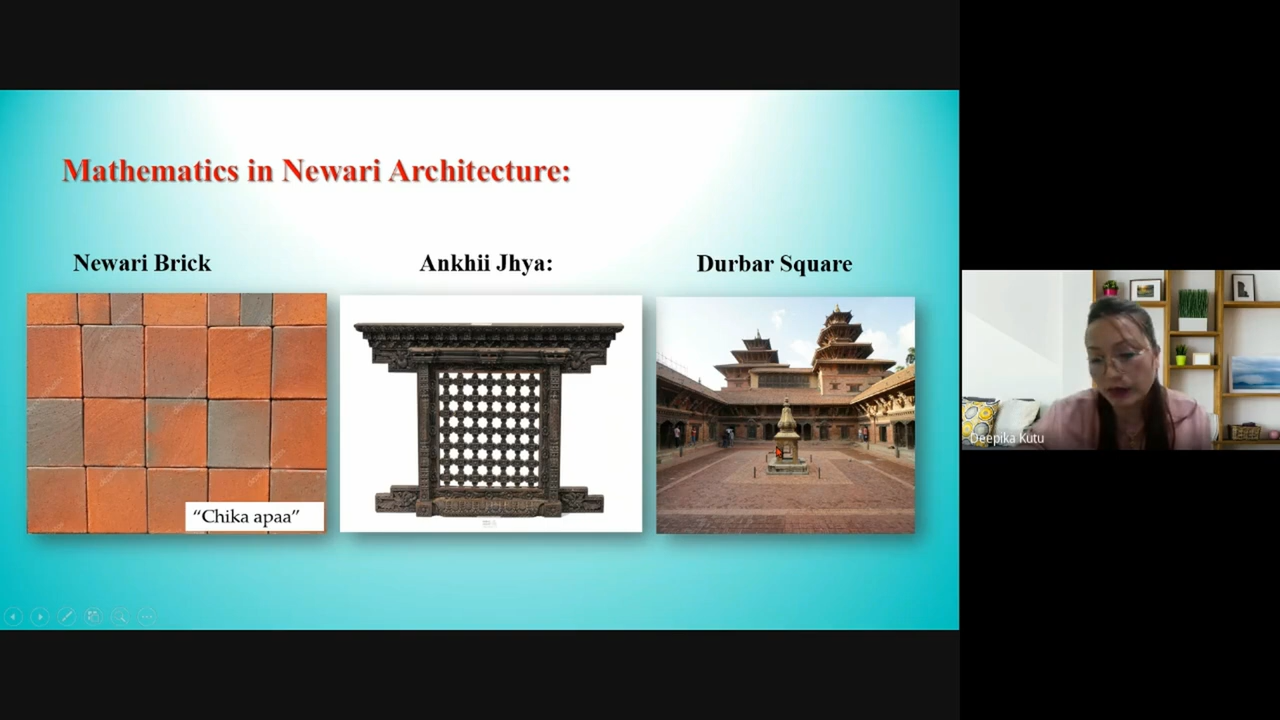 Mathematics in Newari Architecture:
Newari Brick
Ankhii Jhya:
Durbar Square
“Chika apaa”
Deepika Kutu